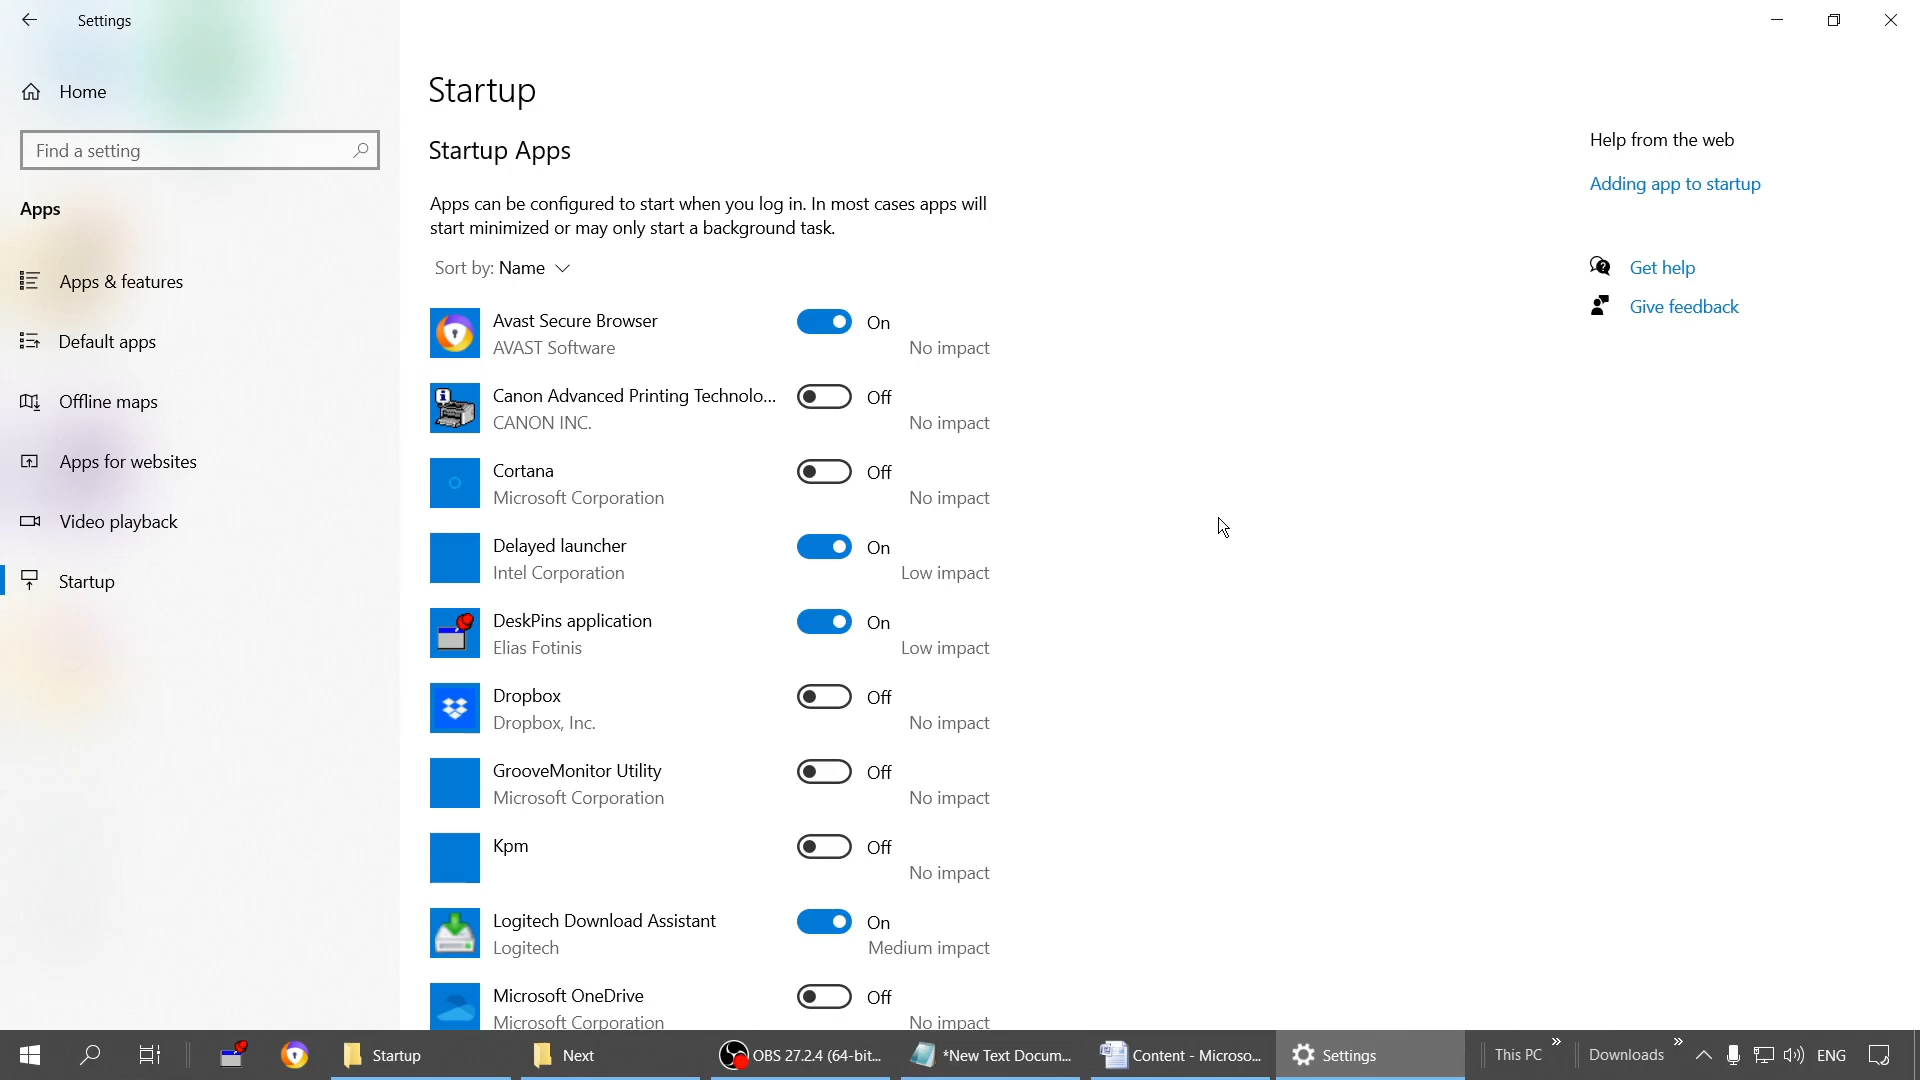 Settings
Home
Find a setting
Apps
Apps & features
Default apps
Offline maps
Apps for websites
Video playback
Startup
Startup
Startup Apps
Apps can be configured to start when you log in. In most cases apps will
start minimized or may only start a background task.
Sort by: Name
Avast Secure Browser
On
AVAST Software
No impact
Canon Advanced Printing Technolo...
Off
CANON INC.
No impact
Cortana
Off
Microsoft Corporation
No impact
Delayed launcher
On
Intel Corporation
Low impact
DeskPins application
On
Elias Fotinis
Low impact
Dropbox
Off
Dropbox, Inc.
No impact
GrooveMonitor Utility
Off
Microsoft Corporation
No impact
Kpm
Off
No impact
Logitech Download Assistant
On
Logitech
Medium impact
Microsoft OneDrive
Off
Microsoft Corporation
No impact
Help from the web
Adding app to startup
Get help
Give feedback
Startup
Next
OBS 27.2.4 (64-bit...
*New Text Docum...
Content - Microso...
Settings
This PC
Downloads
ENG